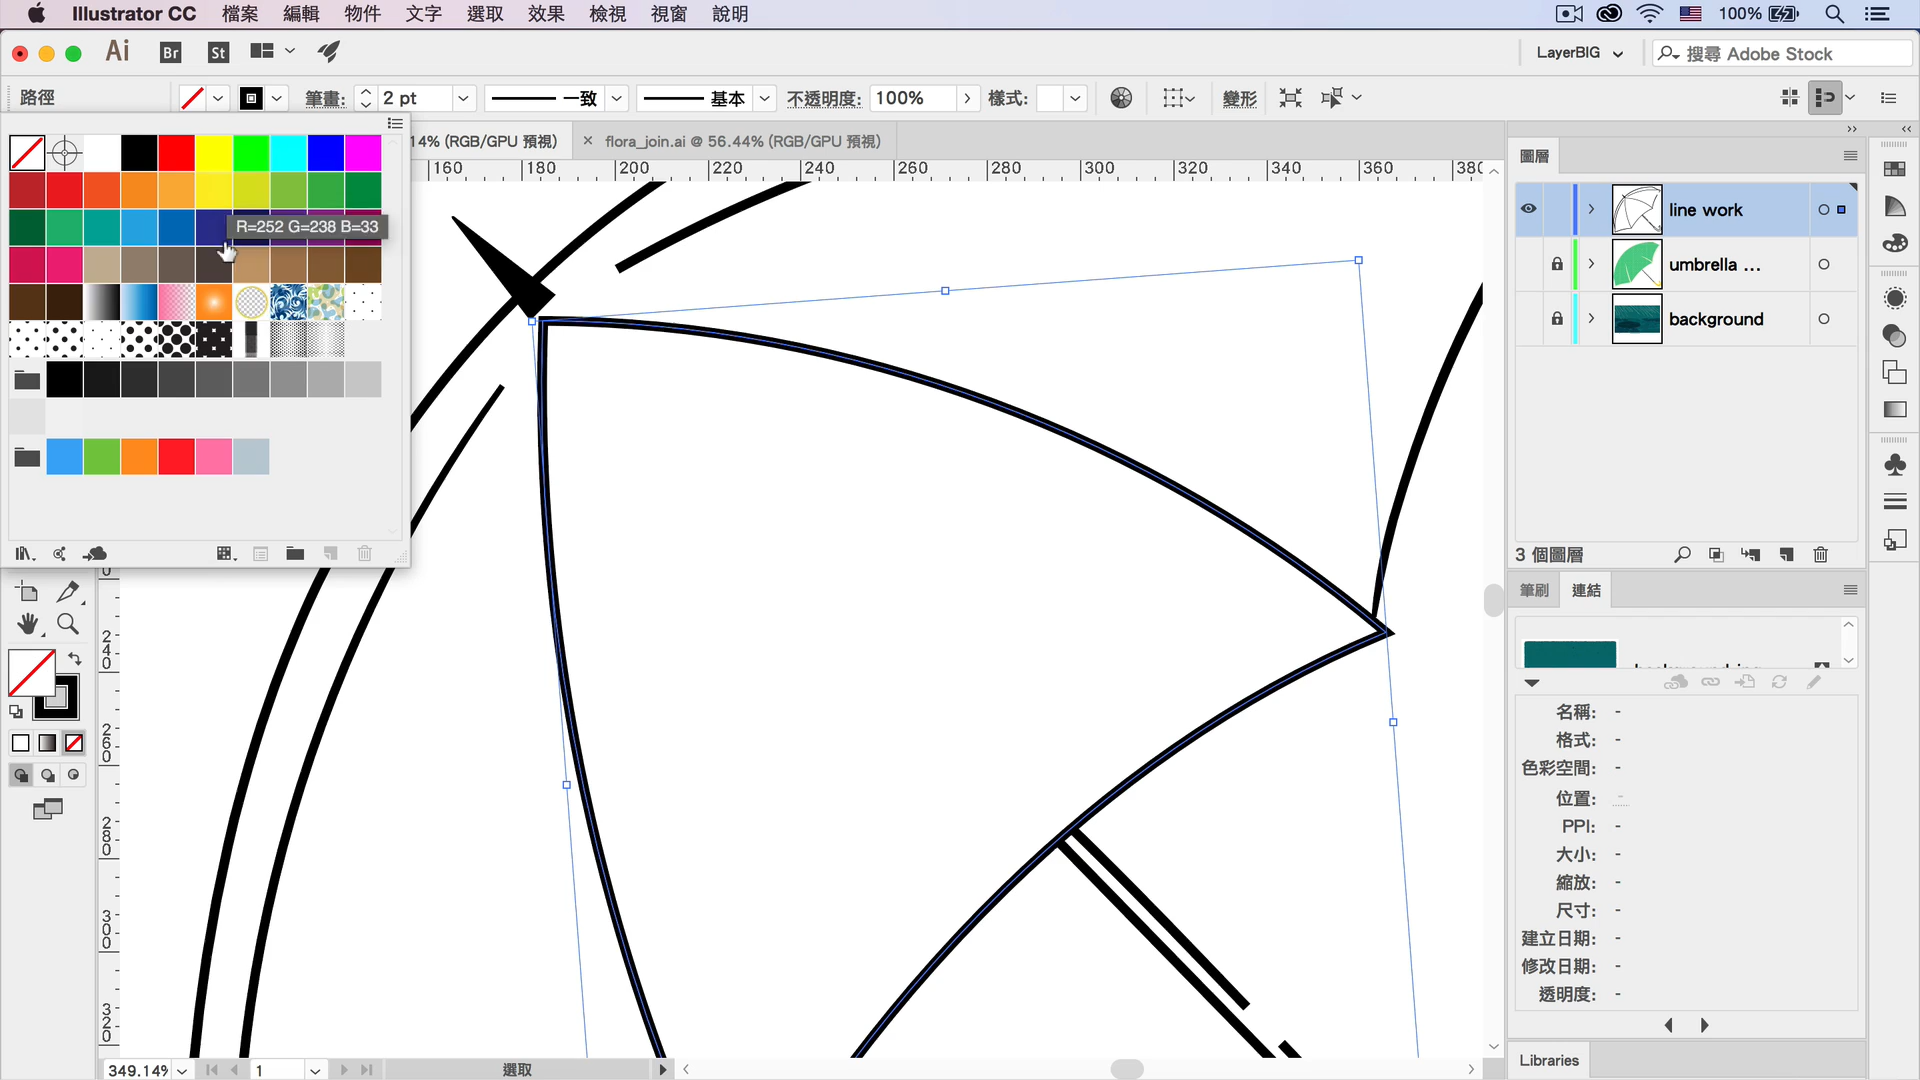 Illustrator CC 檔案 編輯 物件 文字 選取 效果 檢視 視窗 說明 100%
Ai Br St LayerBIG 搜尋 Adobe Stock
路徑 筆畫: 2 pt 一致 基本 不透明度: 100% 樣式: 變形
14% (RGB/GPU 預視) × flora_join.ai @ 56.44% (RGB/GPU 預視)
160 180 200 220 240 260 280 300 320 340 360 380
R=252 G=238 B=33
圖層
line work
umbrella ...
background
3 個圖層
筆刷 連結
名稱: -
格式: -
色彩空間: -
位置: -
PPI: -
大小: -
縮放: -
尺寸: -
建立日期: -
修改日期: -
透明度: -
Libraries
0
240
260
280
300
320
349.14% 1 選取